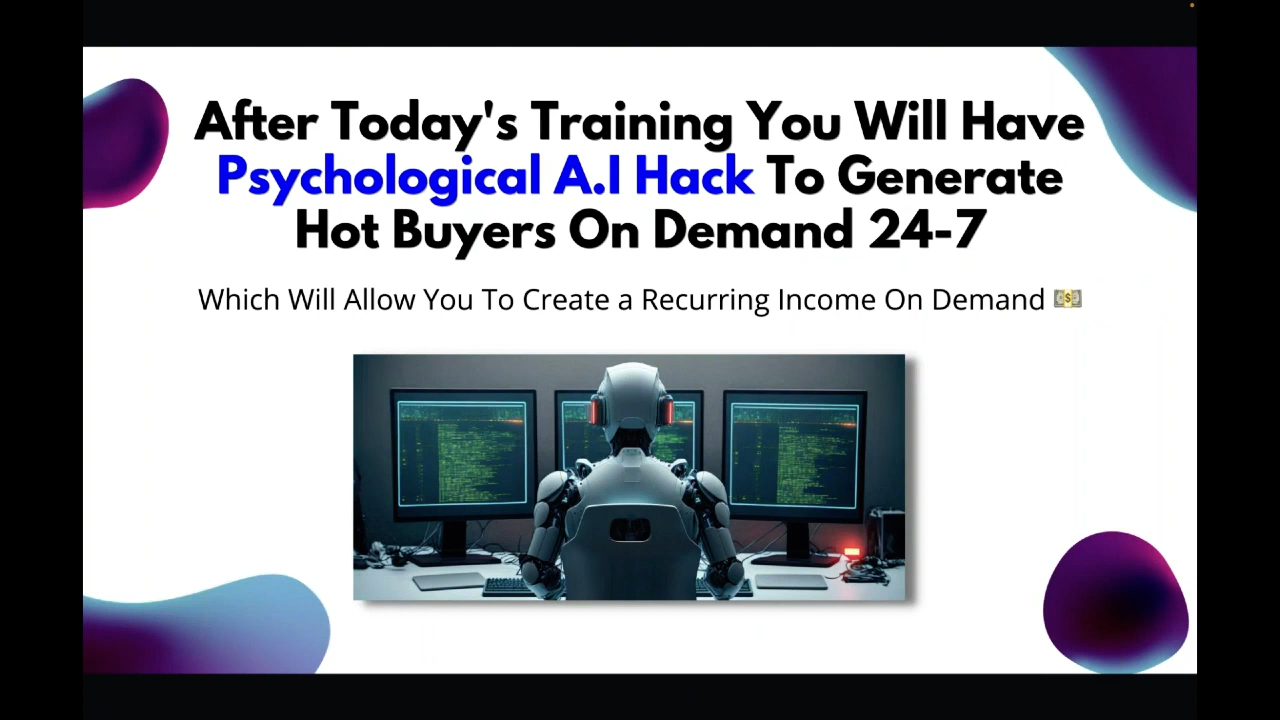 After Today's Training You Will Have
Psychological A.I Hack To Generate
Hot Buyers On Demand 24-7
Which Will Allow You To Create a Recurring Income On Demand 💵